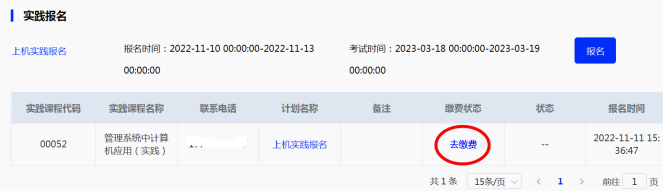 实践报名
上机实践报名 报名时间：2022-11-10 00:00:00-2022-11-13 考试时间：2023-03-18 00:00:00-2023-03-19 报名
00:00:00 00:00:00
实践课程代码 实践课程名称 联系电话 计划名称 备注 缴费状态 状态 报名时间
00052 管理系统中计算 上机实践报名 去缴费 -- 2022-11-11 15:
机应用（实践） 36:47
共 1 条 15条/页 1 前往 1 页